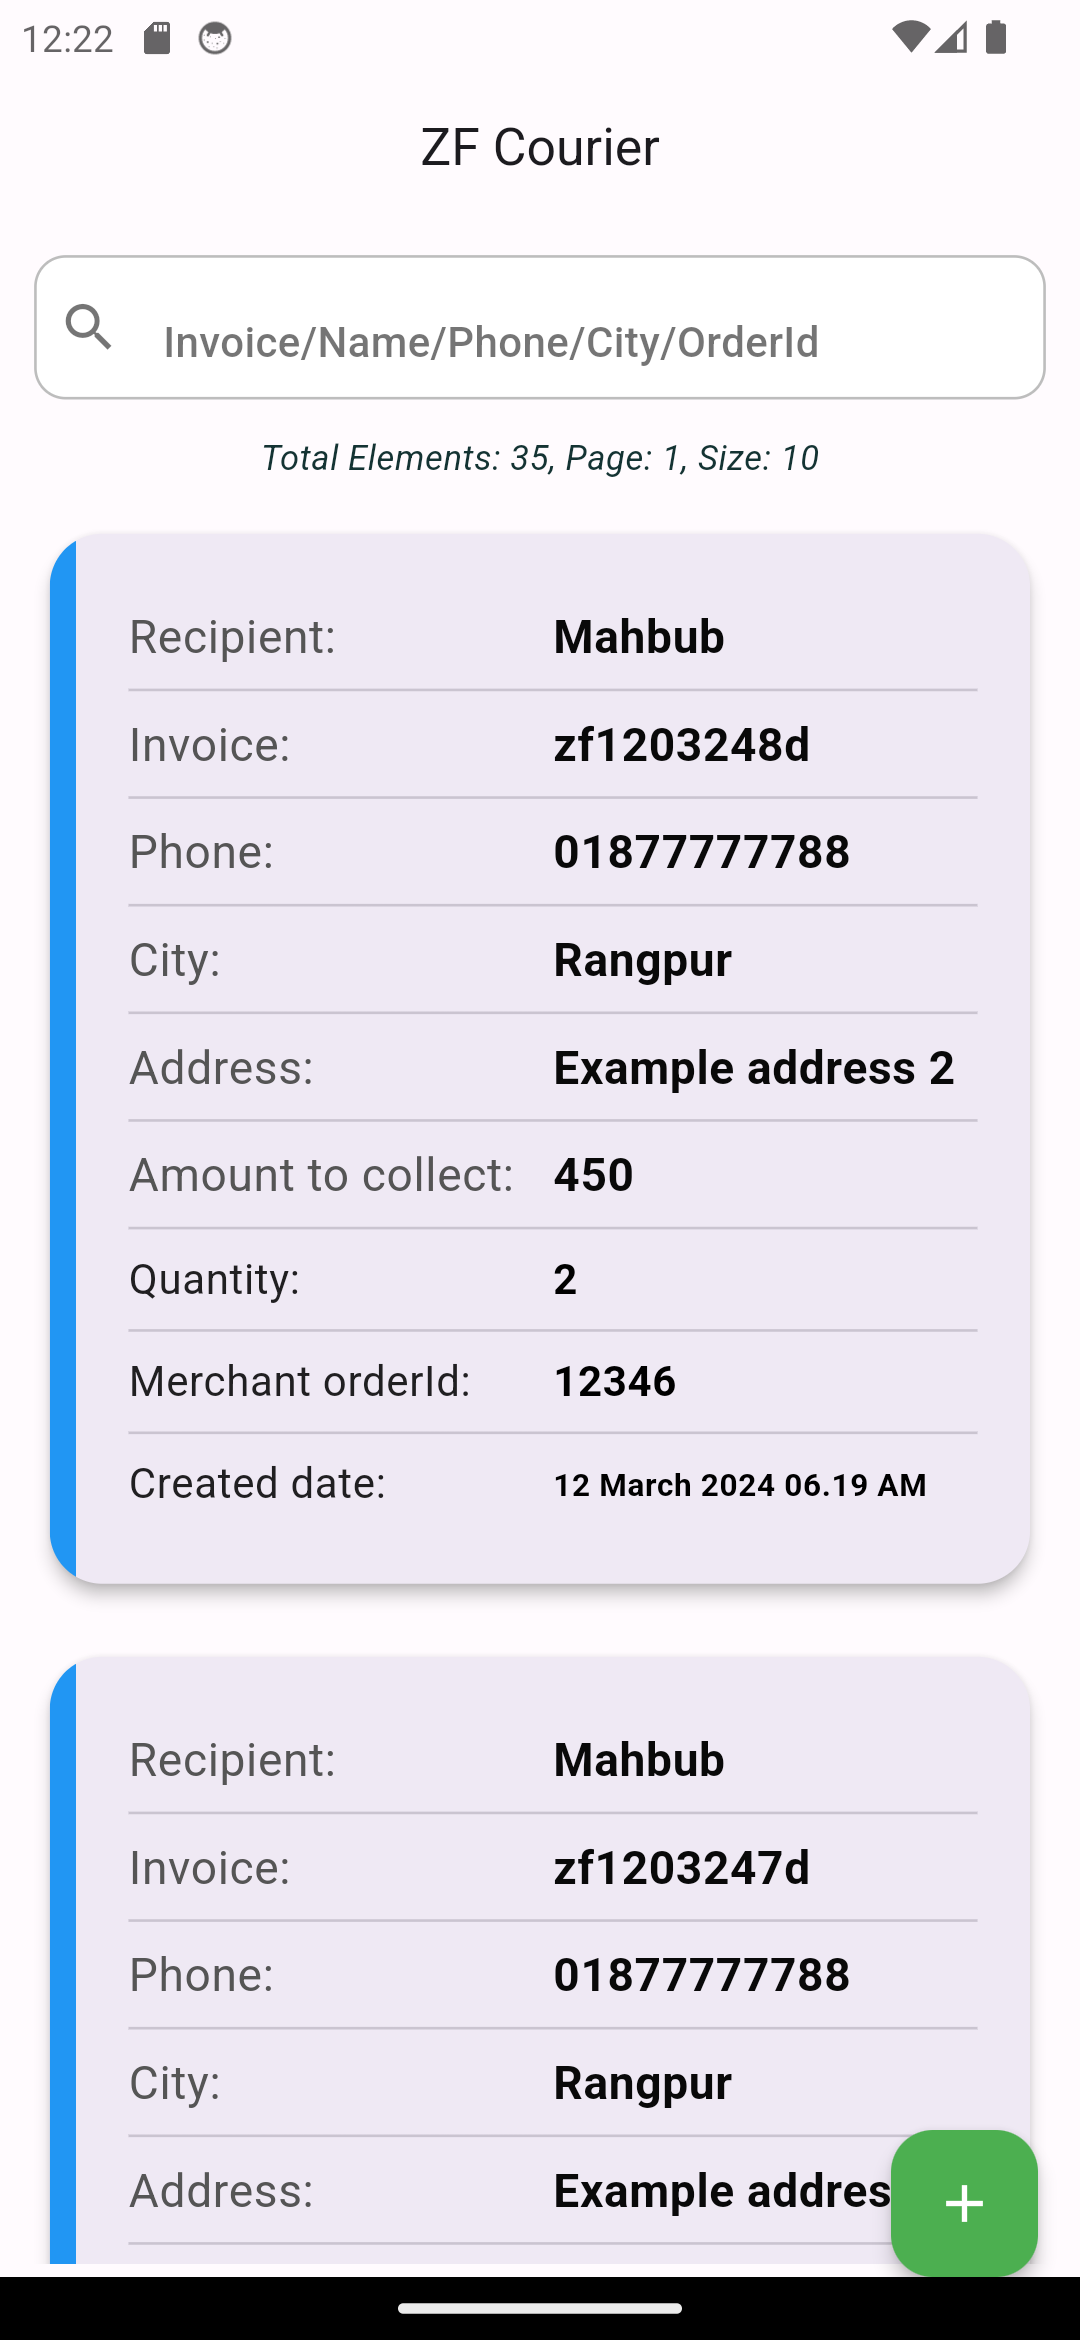 12:22
ZF Courier
Invoice/Name/Phone/City/OrderId
Total Elements: 35, Page: 1, Size: 10
Recipient: Mahbub
Invoice: zf1203248d
Phone: 01877777788
City: Rangpur
Address: Example address 2
Amount to collect: 450
Quantity: 2
Merchant orderId: 12346
Created date: 12 March 2024 06.19 AM
Recipient: Mahbub
Invoice: zf1203247d
Phone: 01877777788
City: Rangpur
Address: Example addres